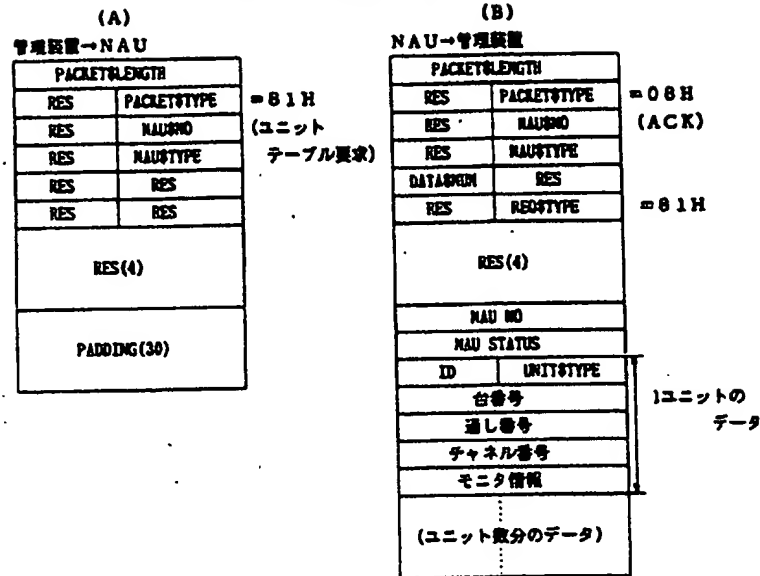 (A)
管理装置→NAU
PACKET$LENGTH
RES PACKET$TYPE =81H
RES NAU$NO (ユニット
RES NAU$TYPE テーブル要求)
RES RES
RES RES
RES(4)
PADDING(30)
(B)
NAU→管理装置
PACKET$LENGTH
RES PACKET$TYPE =08H
RES NAU$NO (ACK)
RES NAU$TYPE
DATA$NUM RES
RES REQ$TYPE =81H
RES(4)
NAU NO
NAU STATUS
ID UNIT$TYPE
台番号
通し番号
チャネル番号
モニタ情報
1ユニットの
データ
(ユニット数分のデータ)